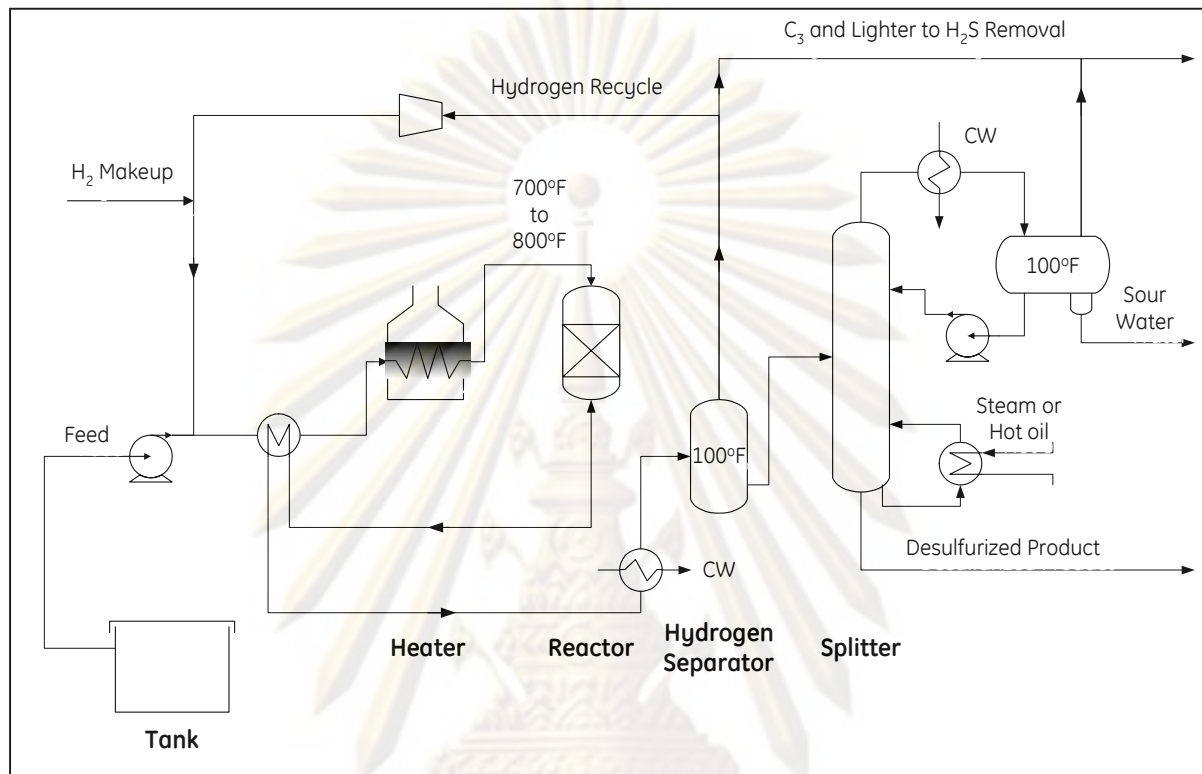 C₃ and Lighter to H₂S Removal
Hydrogen Recycle
CW
H₂ Makeup
700°F
to
800°F
100°F
Sour
Water
Feed
Steam or
Hot oil
100°F
Desulfurized Product
CW
Heater
Reactor
Hydrogen
Separator
Splitter
Tank